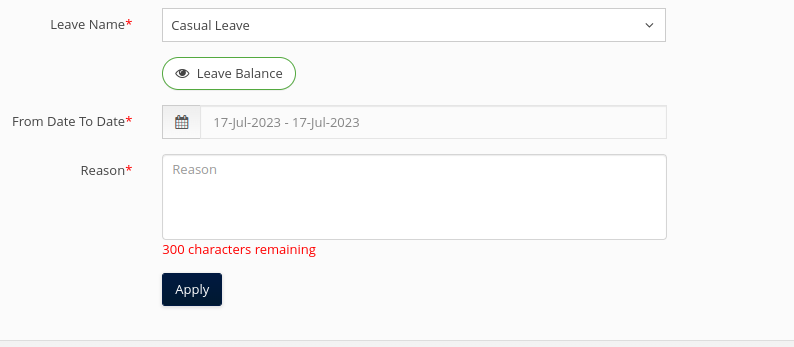 Leave Name*
Casual Leave
Leave Balance
From Date To Date*
17-Jul-2023 - 17-Jul-2023
Reason*
Reason
300 characters remaining
Apply